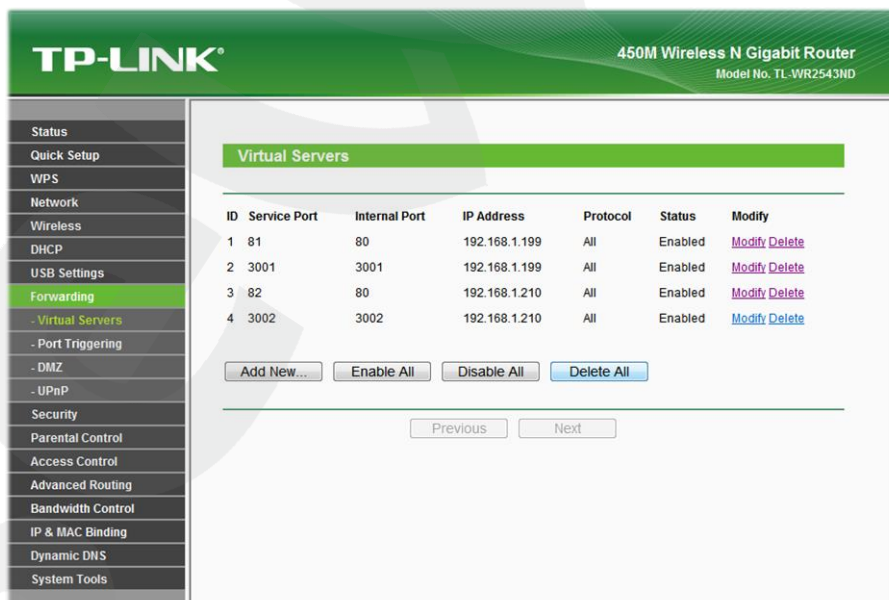 TP-LINK®
450M Wireless N Gigabit Router
Model No. TL-WR2543ND
Status
Quick Setup
WPS
Network
Wireless
DHCP
USB Settings
Forwarding
- Virtual Servers
- Port Triggering
- DMZ
- UPnP
Security
Parental Control
Access Control
Advanced Routing
Bandwidth Control
IP & MAC Binding
Dynamic DNS
System Tools
Virtual Servers
ID Service Port Internal Port IP Address Protocol Status Modify
1 81 80 192.168.1.199 All Enabled Modify Delete
2 3001 3001 192.168.1.199 All Enabled Modify Delete
3 82 80 192.168.1.210 All Enabled Modify Delete
4 3002 3002 192.168.1.210 All Enabled Modify Delete
Add New... Enable All Disable All Delete All
Previous Next